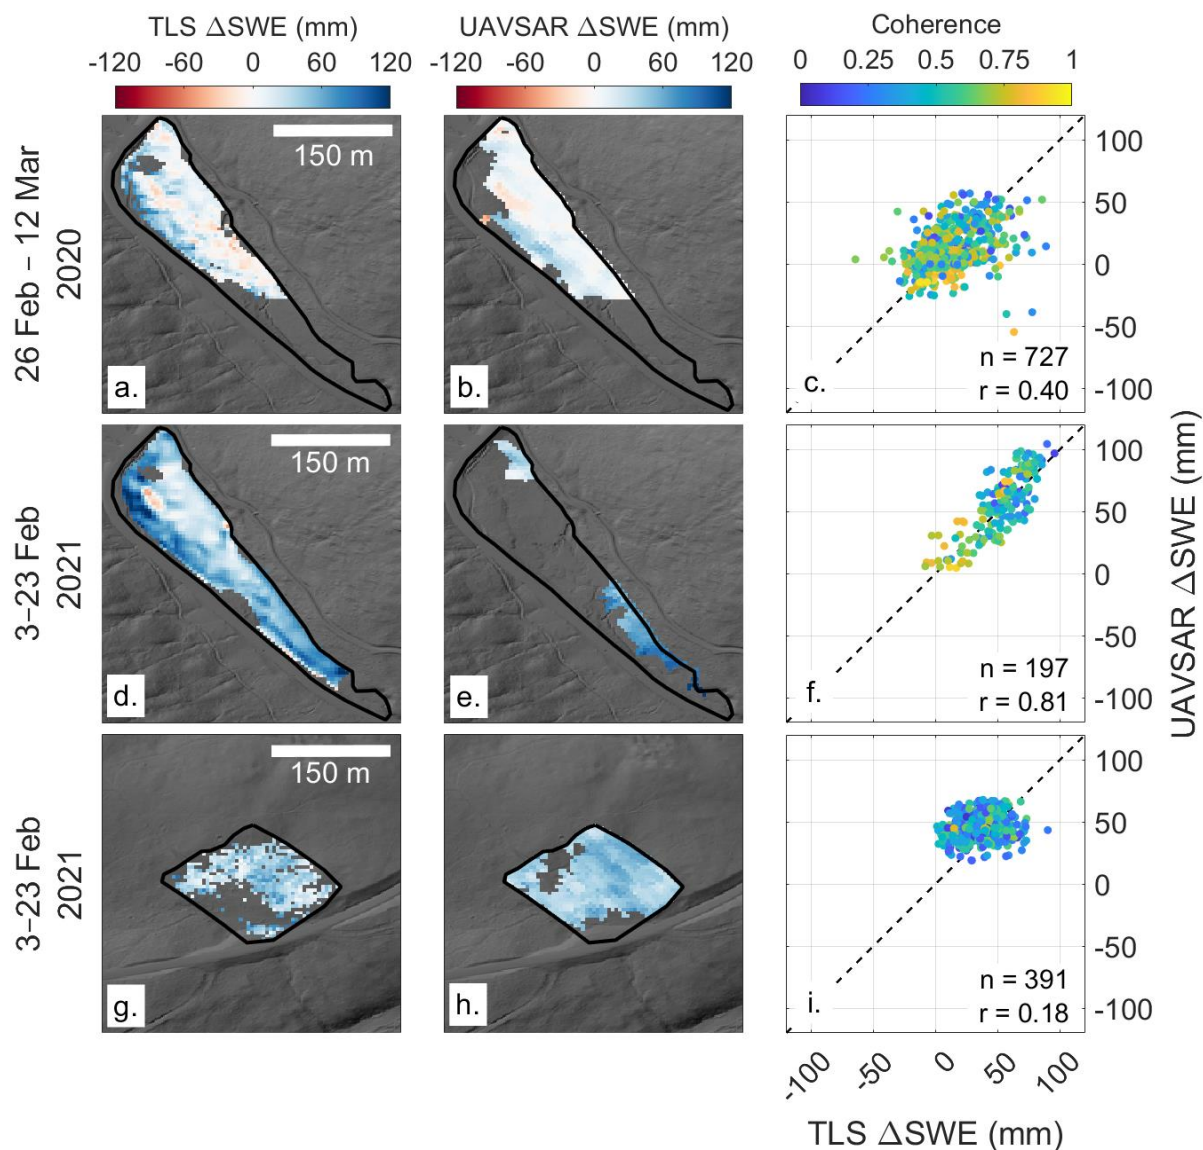 TLS ΔSWE (mm)
UAVSAR ΔSWE (mm)
Coherence
-120 -60 0 60 120
-120 -60 0 60 120
0 0.25 0.5 0.75 1
26 Feb – 12 Mar
2020
150 m
a.
150 m
b.
100
50
0
-50
-100
n = 727
r = 0.40
c.
3–23 Feb
2021
150 m
d.
e.
100
50
0
-50
-100
n = 197
r = 0.81
f.
3–23 Feb
2021
150 m
g.
h.
100
50
0
-50
-100
n = 391
r = 0.18
i.
UAVSAR ΔSWE (mm)
-100 -50 0 50 100
TLS ΔSWE (mm)